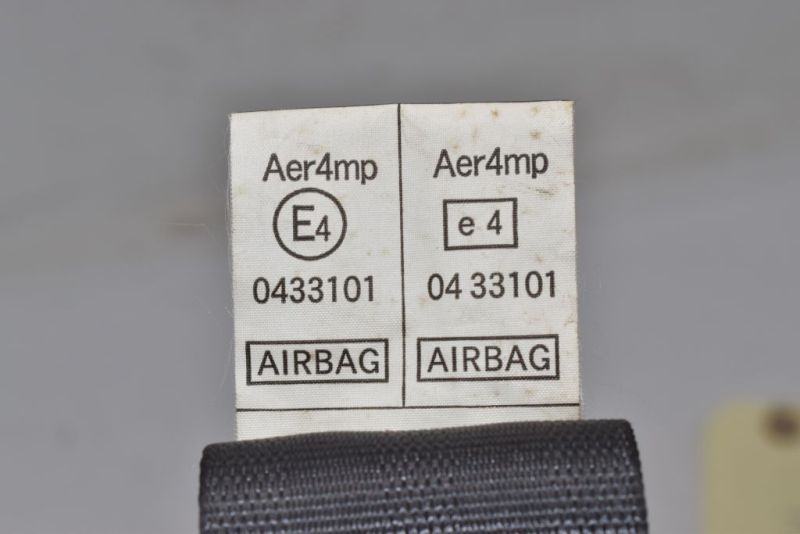 Aer4mp
E4
0433101
AIRBAG
Aer4mp
e 4
04 33101
AIRBAG